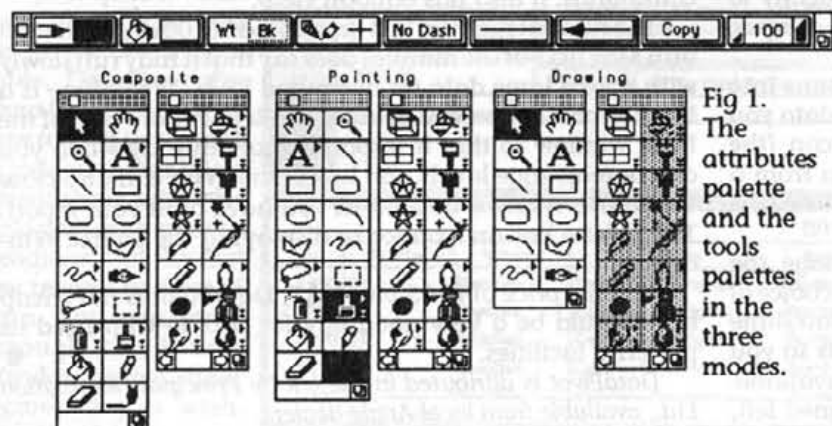 Wt Bk No Dash Copy 100
Composite Painting Drawing
A A A
Fig 1.
The
attributes
palette
and the
tools
palettes
in the
three
modes.